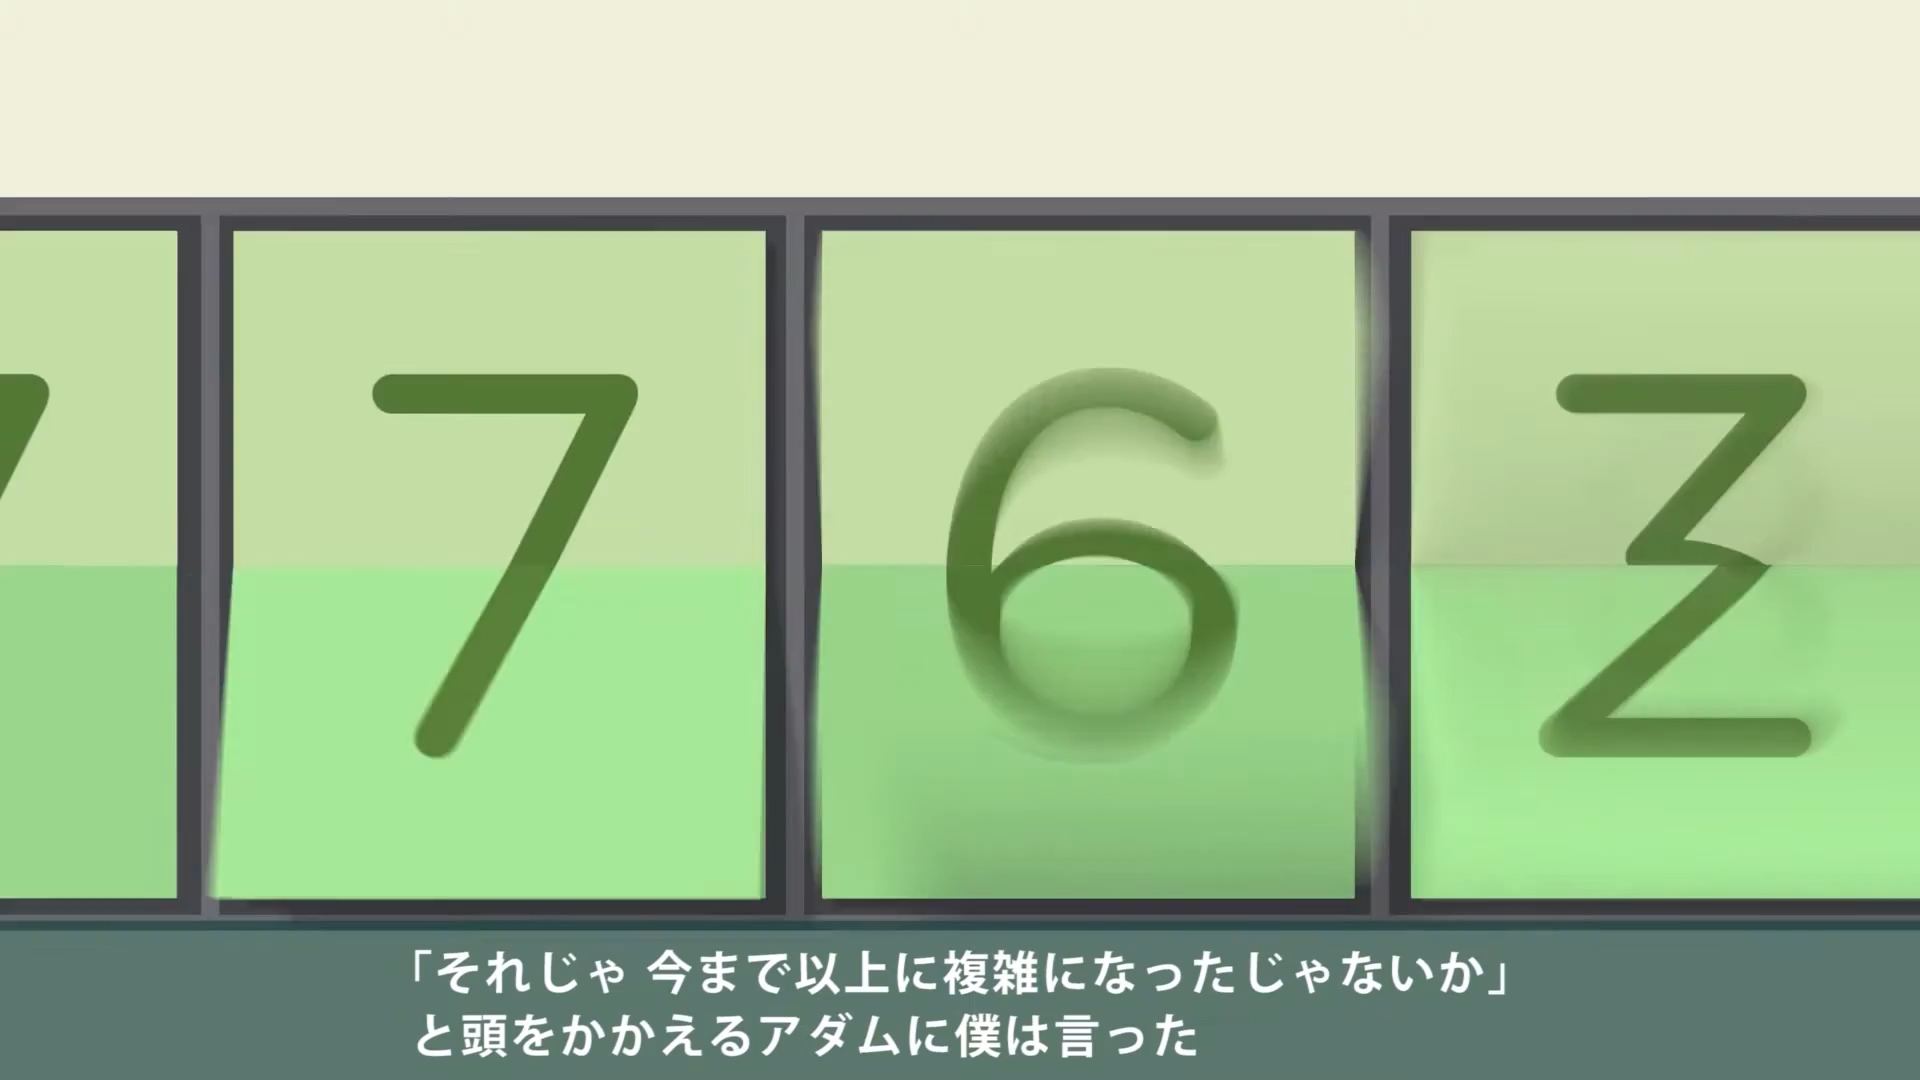 7 6
「それじゃ 今まで以上に複雑になったじゃないか」
と頭をかかえるアダムに僕は言った